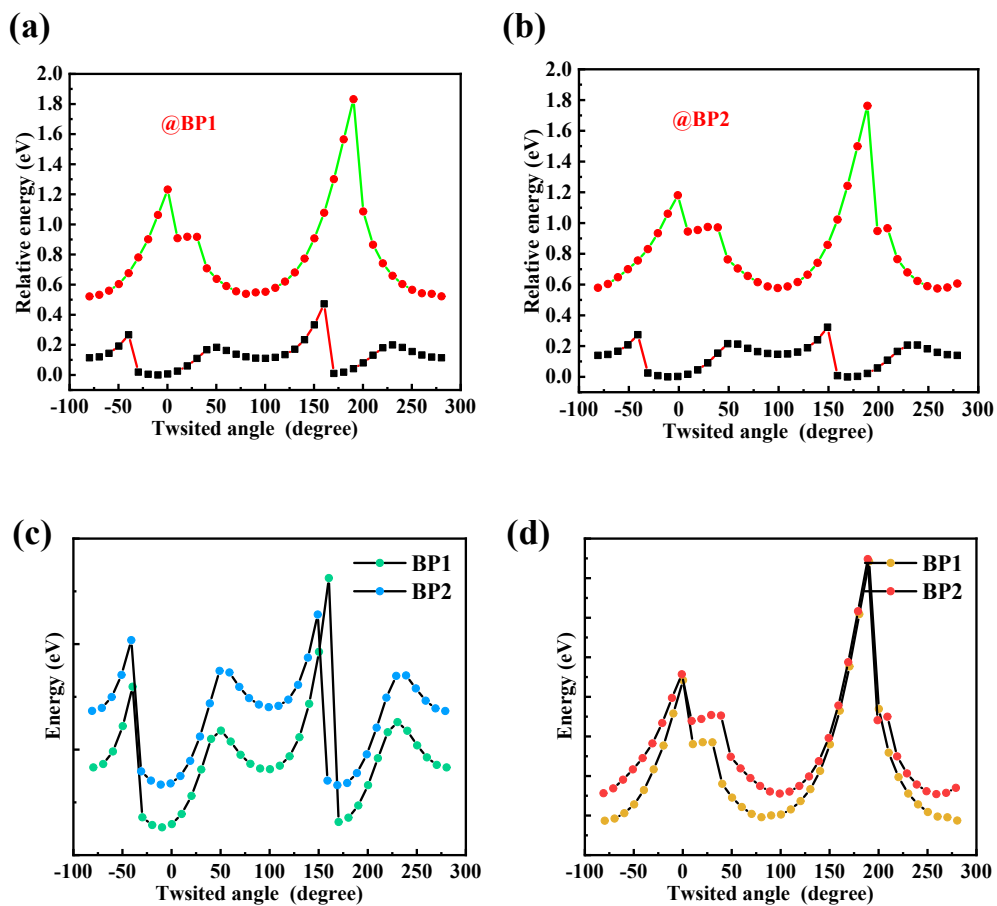 (a)
@BP1
Relative energy (eV)
2.0
1.8
1.6
1.4
1.2
1.0
0.8
0.6
0.4
0.2
0.0
-100 -50 0 50 100 150 200 250 300
Twsited angle (degree)
(b)
@BP2
Relative energy (eV)
2.0
1.8
1.6
1.4
1.2
1.0
0.8
0.6
0.4
0.2
0.0
-100 -50 0 50 100 150 200 250 300
Twsited angle (degree)
(c)
BP1
BP2
Energy (eV)
-100 -50 0 50 100 150 200 250 300
Twsited angle (degree)
(d)
BP1
BP2
Energy (eV)
-100 -50 0 50 100 150 200 250 300
Twsited angle (degree)